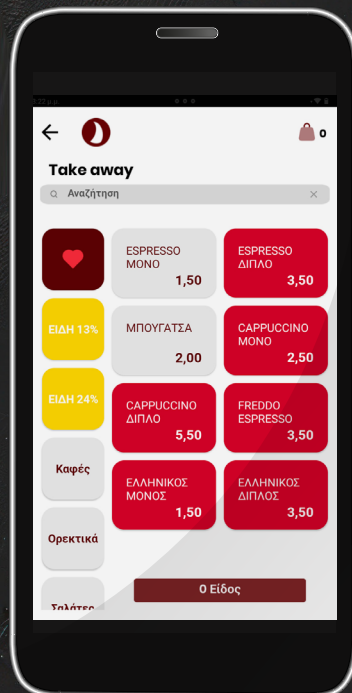 0
Take away
Αναζήτηση
ESPRESSO
ΜΟΝΟ
1,50
ESPRESSO
ΔΙΠΛΟ
3,50
ΕΙΔΗ 13%
ΜΠΟΥΓΑΤΣΑ
2,00
CAPPUCCINO
ΜΟΝΟ
2,50
ΕΙΔΗ 24%
CAPPUCCINO
ΔΙΠΛΟ
5,50
FREDDO
ESPRESSO
3,50
Καφές
ΕΛΛΗΝΙΚΟΣ
ΜΟΝΟΣ
1,50
ΕΛΛΗΝΙΚΟΣ
ΔΙΠΛΟΣ
3,50
Ορεκτικά
0 Είδος
Σαλάτες